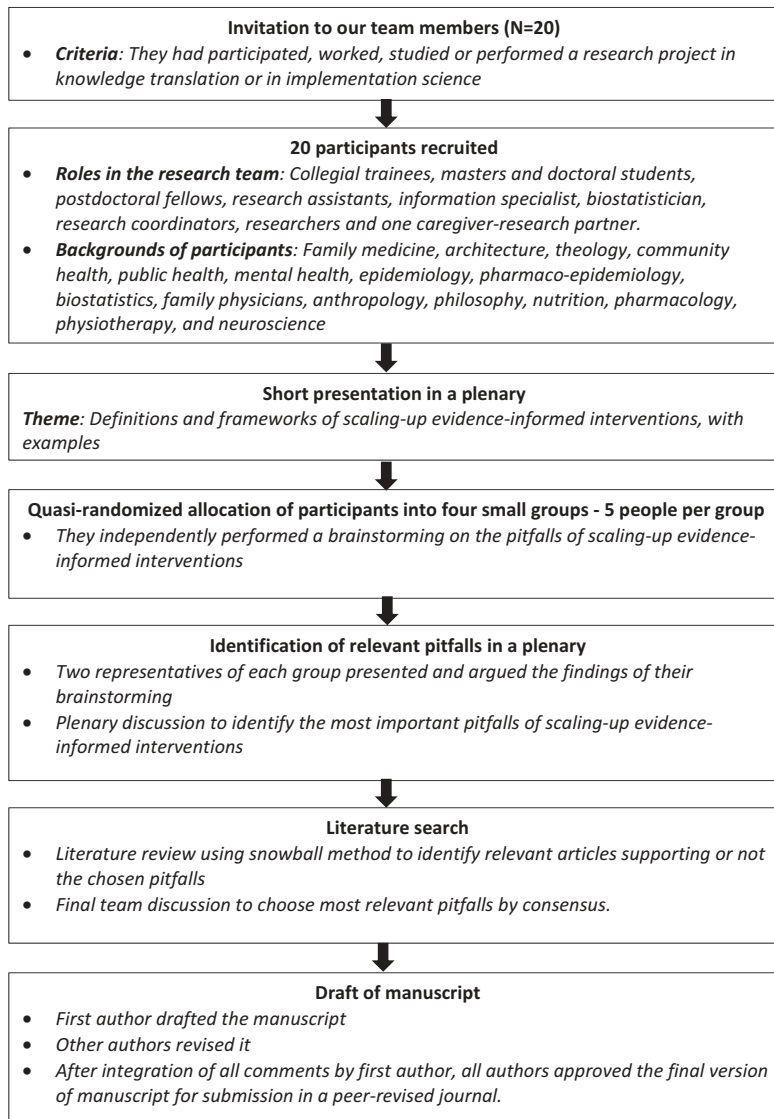 Invitation to our team members (N=20)
• Criteria: They had participated, worked, studied or performed a research project in
knowledge translation or in implementation science
20 participants recruited
• Roles in the research team: Collegial trainees, masters and doctoral students,
postdoctoral fellows, research assistants, information specialist, biostatistician,
research coordinators, researchers and one caregiver-research partner.
• Backgrounds of participants: Family medicine, architecture, theology, community
health, public health, mental health, epidemiology, pharmaco-epidemiology,
biostatistics, family physicians, anthropology, philosophy, nutrition, pharmacology,
physiotherapy, and neuroscience
Short presentation in a plenary
Theme: Definitions and frameworks of scaling-up evidence-informed interventions, with
examples
Quasi-randomized allocation of participants into four small groups - 5 people per group
• They independently performed a brainstorming on the pitfalls of scaling-up evidence-
informed interventions
Identification of relevant pitfalls in a plenary
• Two representatives of each group presented and argued the findings of their
brainstorming
• Plenary discussion to identify the most important pitfalls of scaling-up evidence-
informed interventions
Literature search
• Literature review using snowball method to identify relevant articles supporting or not
the chosen pitfalls
• Final team discussion to choose most relevant pitfalls by consensus.
Draft of manuscript
• First author drafted the manuscript
• Other authors revised it
• After integration of all comments by first author, all authors approved the final version
of manuscript for submission in a peer-revised journal.